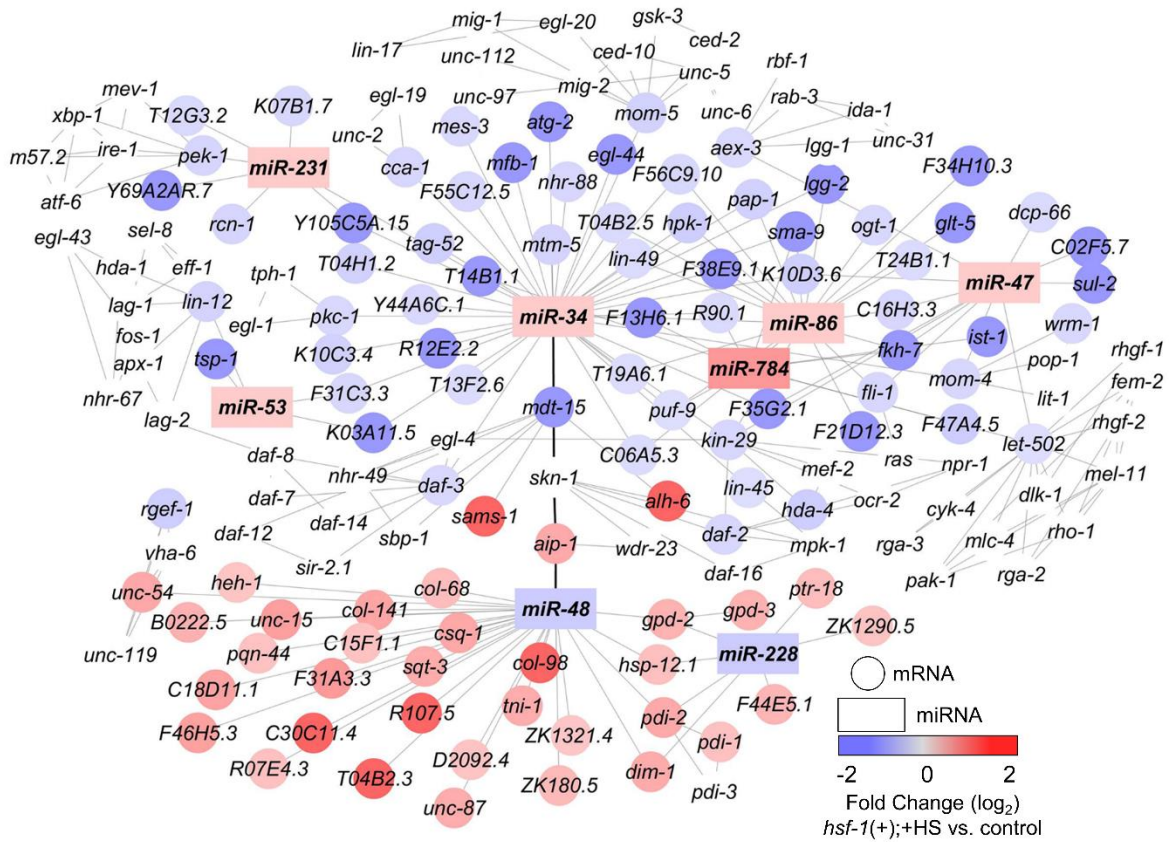 mig-1
egl-20
gsk-3
ced-2
lin-17
unc-112
ced-10
unc-5
mig-2
rbf-1
mev-1
xbp-1
T12G3.2
K07B1.7
egl-19
unc-97
mom-5
unc-6
rab-3
ida-1
unc-31
m57.2
ire-1
pek-1
miR-231
unc-2
mes-3
atg-2
aex-3
lgg-1
cca-1
mfb-1
egl-44
F34H10.3
atf-6
Y69A2AR.7
F55C12.5
nhr-88
F56C9.10
lgg-2
pap-1
egl-43
sel-8
rcn-1
Y105C5A.15
tag-52
mtm-5
T04B2.5
hpk-1
sma-9
ogt-1
glt-5
dcp-66
C02F5.7
hda-1
eff-1
tph-1
T04H1.2
T14B1.1
lin-49
F38E9.1
K10D3.6
T24B1.1
miR-47
sul-2
lag-1
lin-12
egl-1
pkc-1
Y44A6C.1
miR-34
F13H6.1
R90.1
miR-86
C16H3.3
wrm-1
fos-1
tsp-1
K10C3.4
R12E2.2
miR-784
fkh-7
ist-1
pop-1
rhgf-1
apx-1
F31C3.3
T13F2.6
T19A6.1
fli-1
mom-4
fem-2
nhr-67
miR-53
mdt-15
puf-9
F35G2.1
lit-1
rhgf-2
lag-2
K03A11.5
egl-4
kin-29
F21D12.3
F47A4.5
let-502
daf-8
nhr-49
C06A5.3
mef-2
ras
npr-1
mel-11
daf-7
daf-3
skn-1
alh-6
lin-45
ocr-2
dlk-1
rgef-1
daf-14
sams-1
hda-4
cyk-4
rho-1
daf-12
sbp-1
aip-1
wdr-23
daf-2
mpk-1
rga-3
mlc-4
vha-6
sir-2.1
daf-16
pak-1
rga-2
unc-54
heh-1
col-68
ptr-18
B0222.5
unc-15
col-141
miR-48
gpd-2
gpd-3
ZK1290.5
unc-119
pqn-44
C15F1.1
csq-1
col-98
hsp-12.1
miR-228
C18D11.1
F31A3.3
sqt-3
F44E5.1
F46H5.3
C30C11.4
R107.5
tni-1
pdi-2
R07E4.3
T04B2.3
D2092.4
ZK1321.4
pdi-1
unc-87
ZK180.5
dim-1
pdi-3
mRNA
miRNA
-2 0 2
Fold Change (log2)
hsf-1(+);+HS vs. control